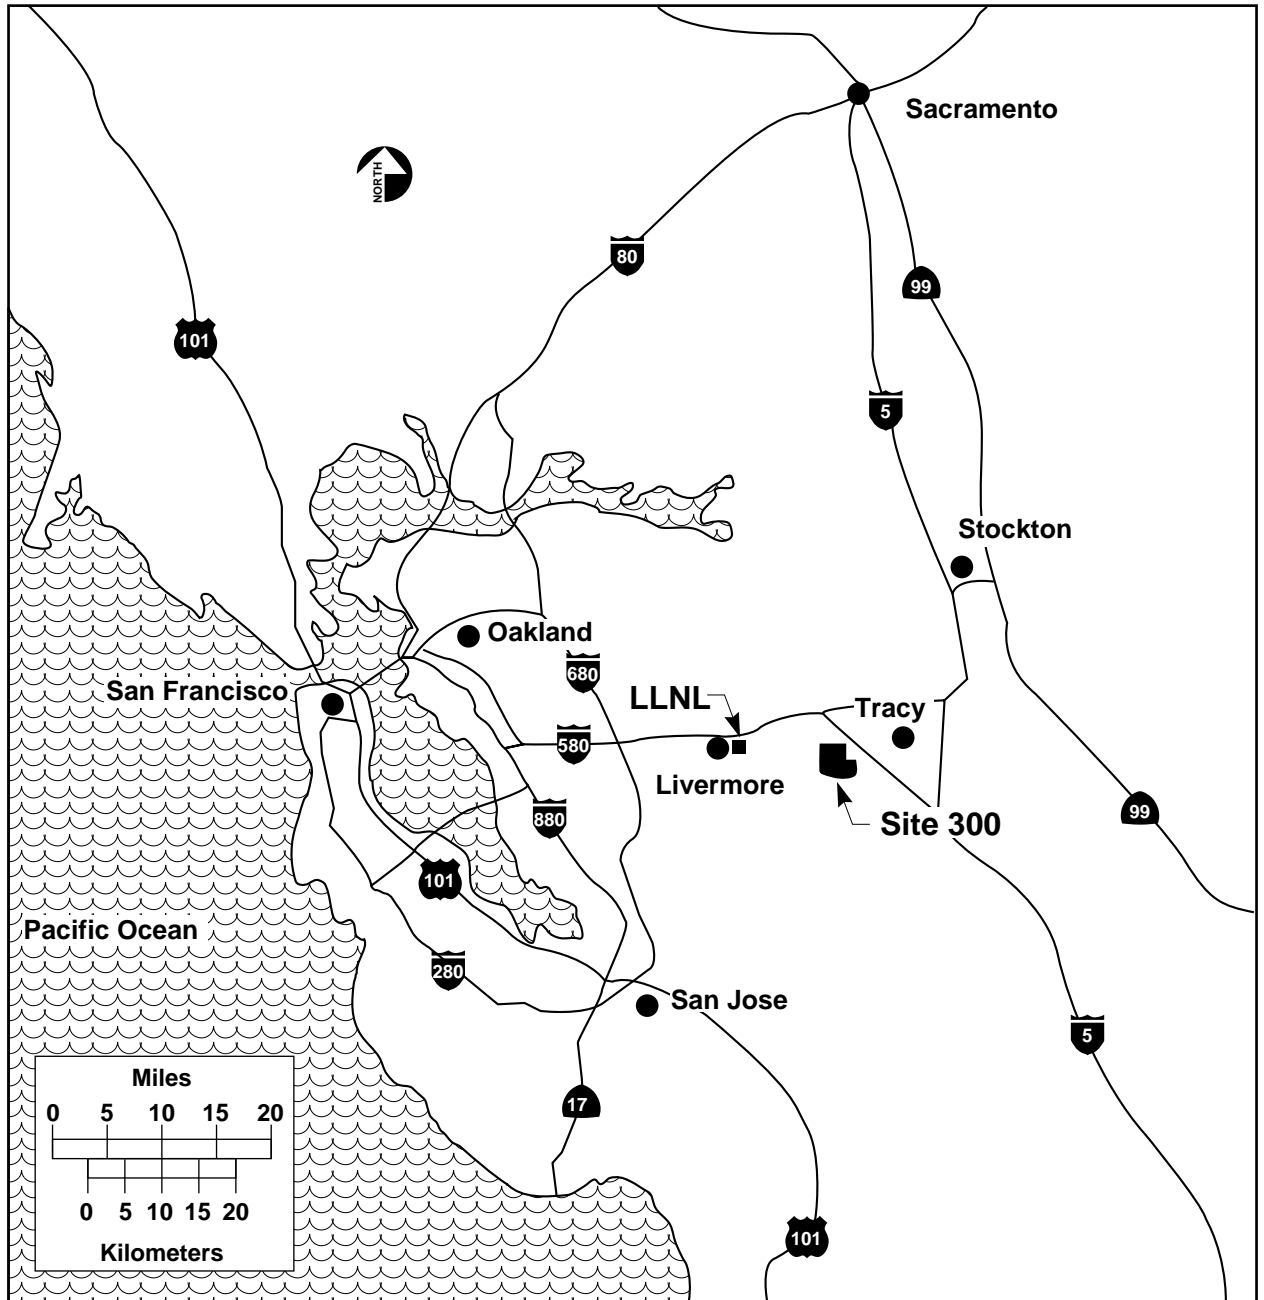 Sacramento
NORTH
80
99
101
5
Stockton
Oakland
680
San Francisco
LLNL
Tracy
580
Livermore
880
Site 300
99
101
Pacific Ocean
280
San Jose
5
Miles
0 5 10 15 20
17
0 5 10 15 20
Kilometers
101